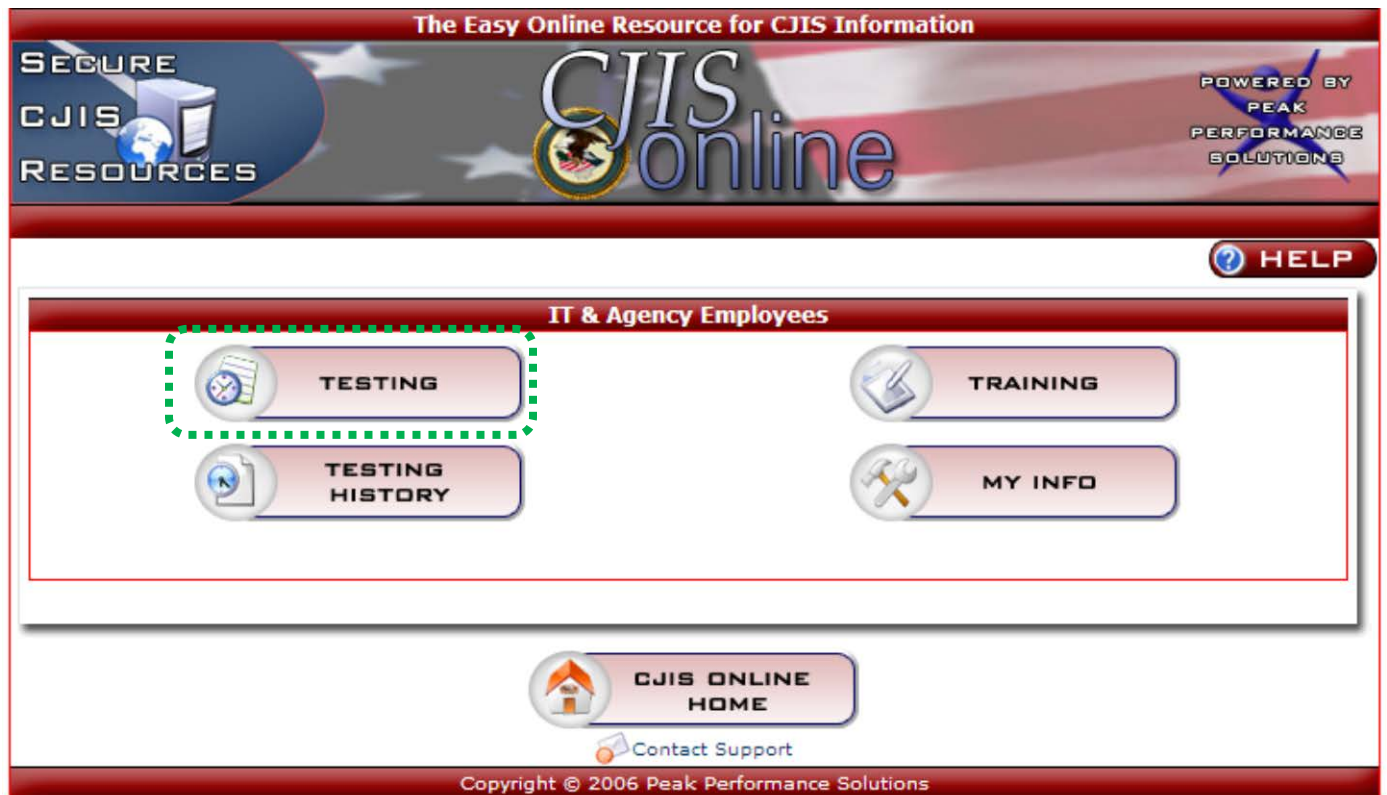 The Easy Online Resource for CJIS Information
SECURE
CJIS
RESOURCES
CJIS
online
POWERED BY
PEAK
PERFORMANCE
SOLUTIONS
HELP
IT & Agency Employees
TESTING
TRAINING
TESTING
HISTORY
MY INFO
CJIS ONLINE
HOME
Contact Support
Copyright © 2006 Peak Performance Solutions